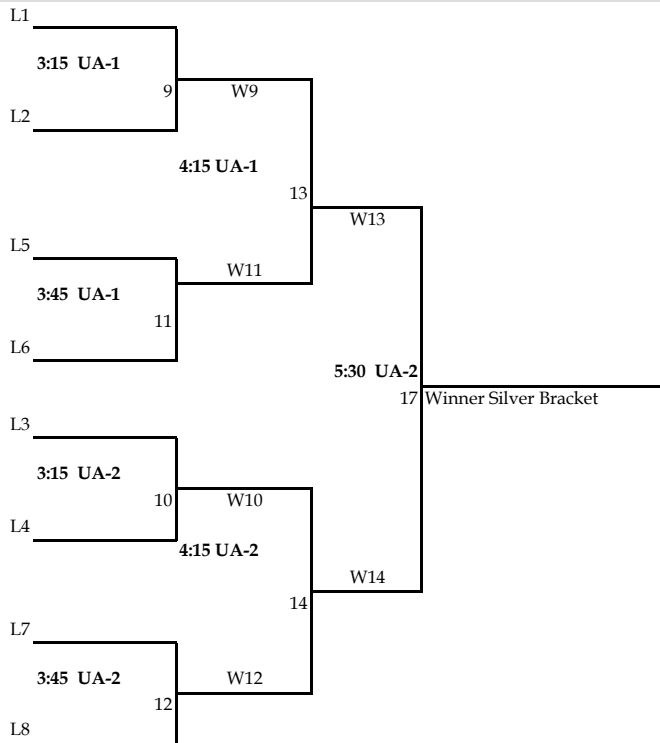 L1
3:15 UA-1
9
W9
L2
4:15 UA-1
13
W13
L5
W11
3:45 UA-1
11
L6
5:30 UA-2
17
Winner Silver Bracket
L3
3:15 UA-2
10
W10
L4
4:15 UA-2
W14
14
L7
3:45 UA-2
W12
12
L8